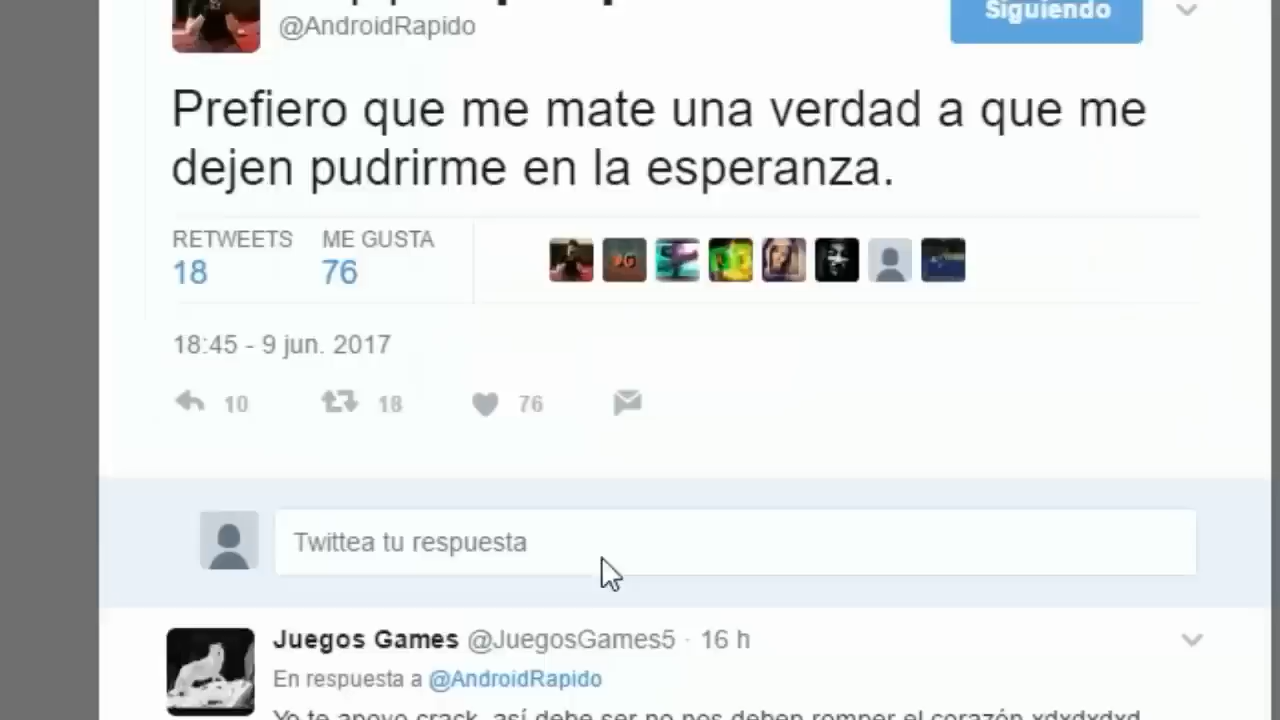 @AndroidRapido
Siguiendo
Prefiero que me mate una verdad a que me
dejen pudrirme en la esperanza.
RETWEETS ME GUSTA
18 76
18:45 - 9 jun. 2017
10 18 76
Twittea tu respuesta
Juegos Games @JuegosGames5 · 16 h
En respuesta a @AndroidRapido
Yo te apoyo crack, así debe ser no nos deben romper el corazón xdxdxdxd